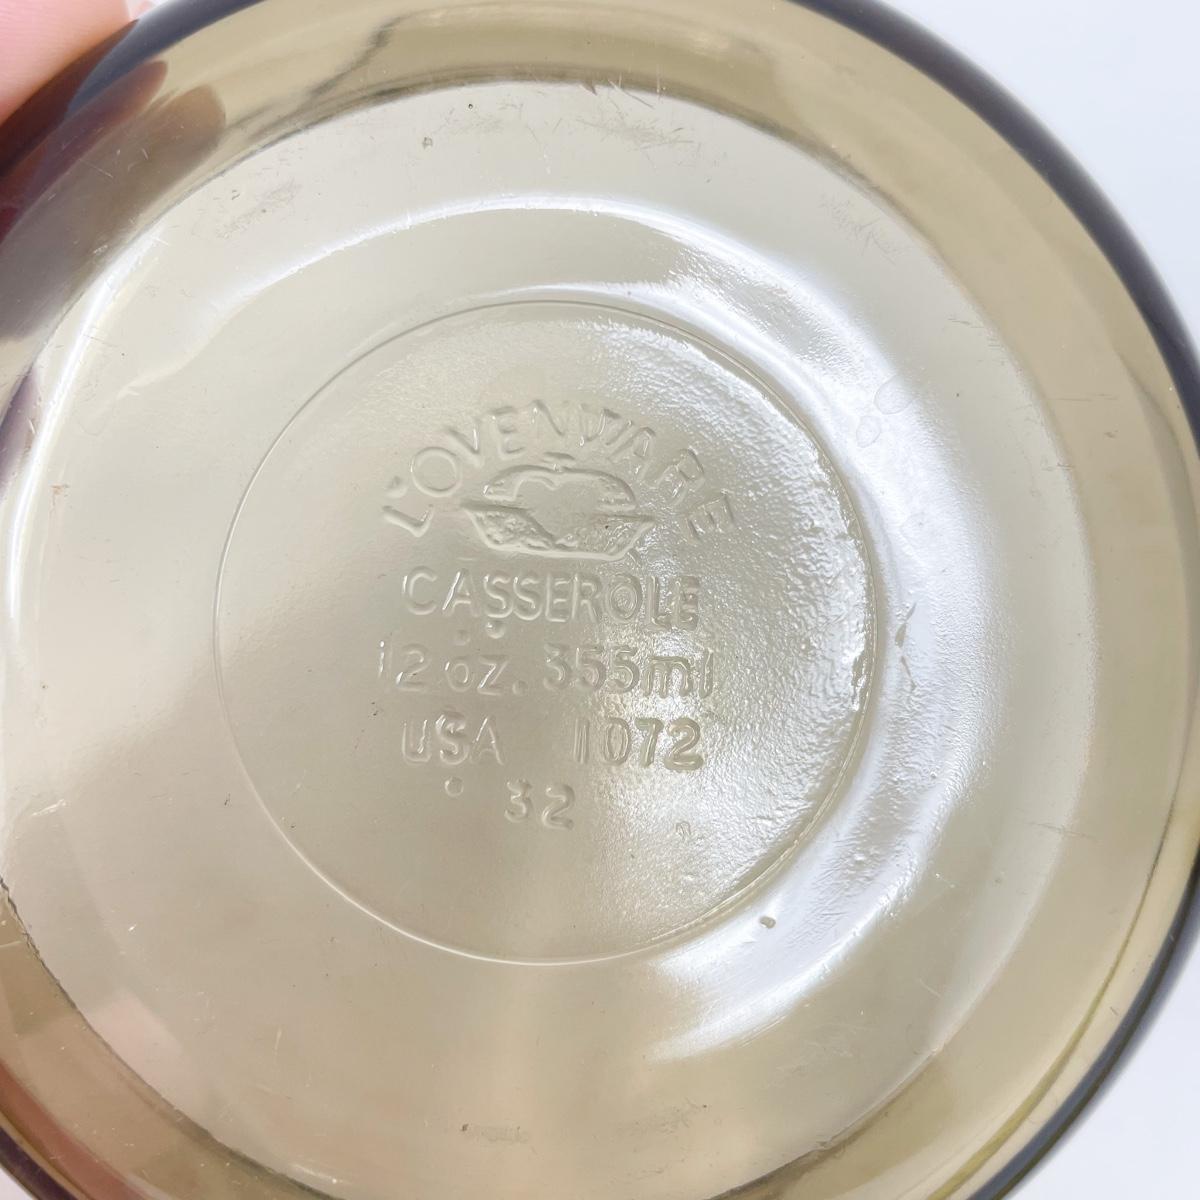 L'OVENWARE
CASSEROLE
12 oz. 355ml
USA 1072
32